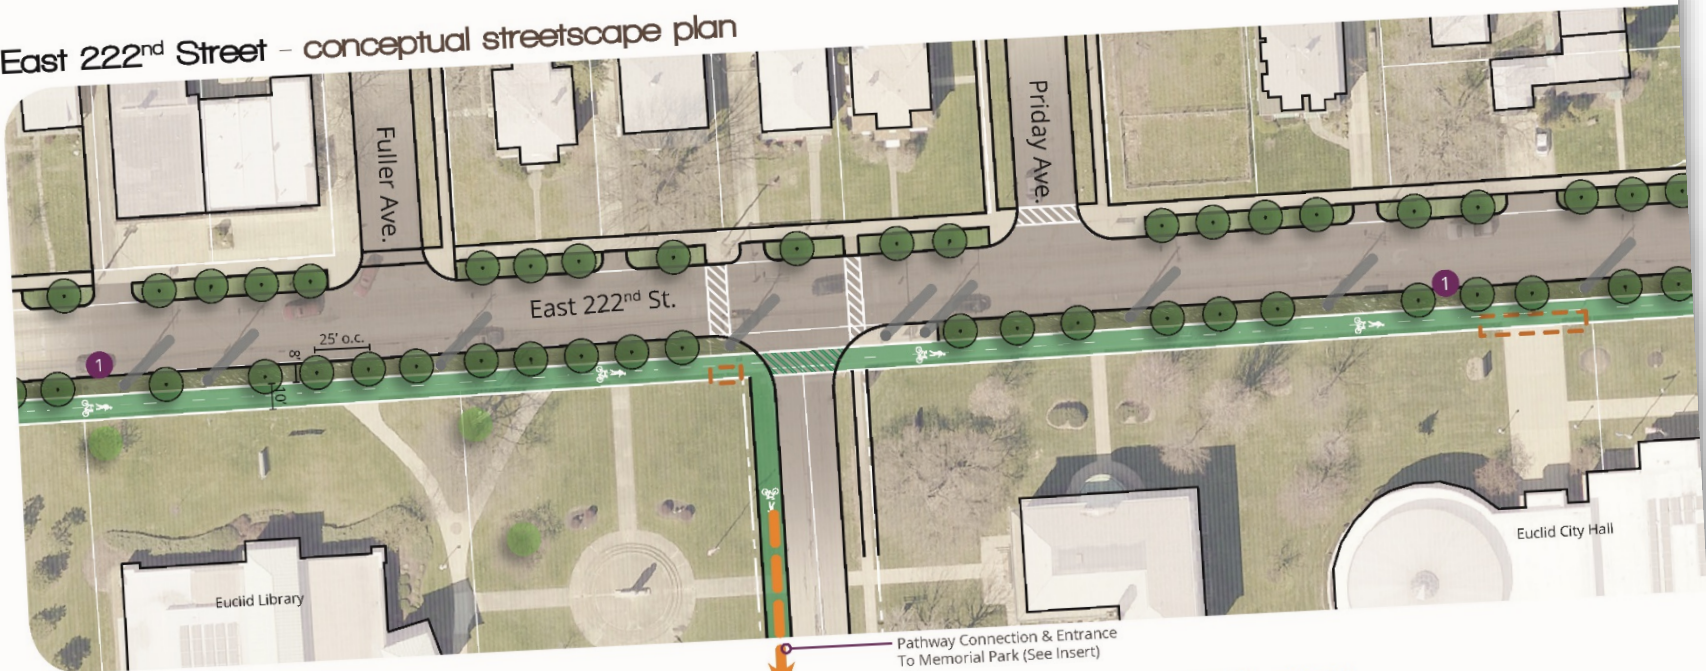 East 222nd Street - conceptual streetscape plan
Fuller Ave.
Priday Ave.
East 222nd St.
1
1
25' o.c.
8'
10'
Euclid Library
Euclid City Hall
Pathway Connection & Entrance
To Memorial Park (See Insert)